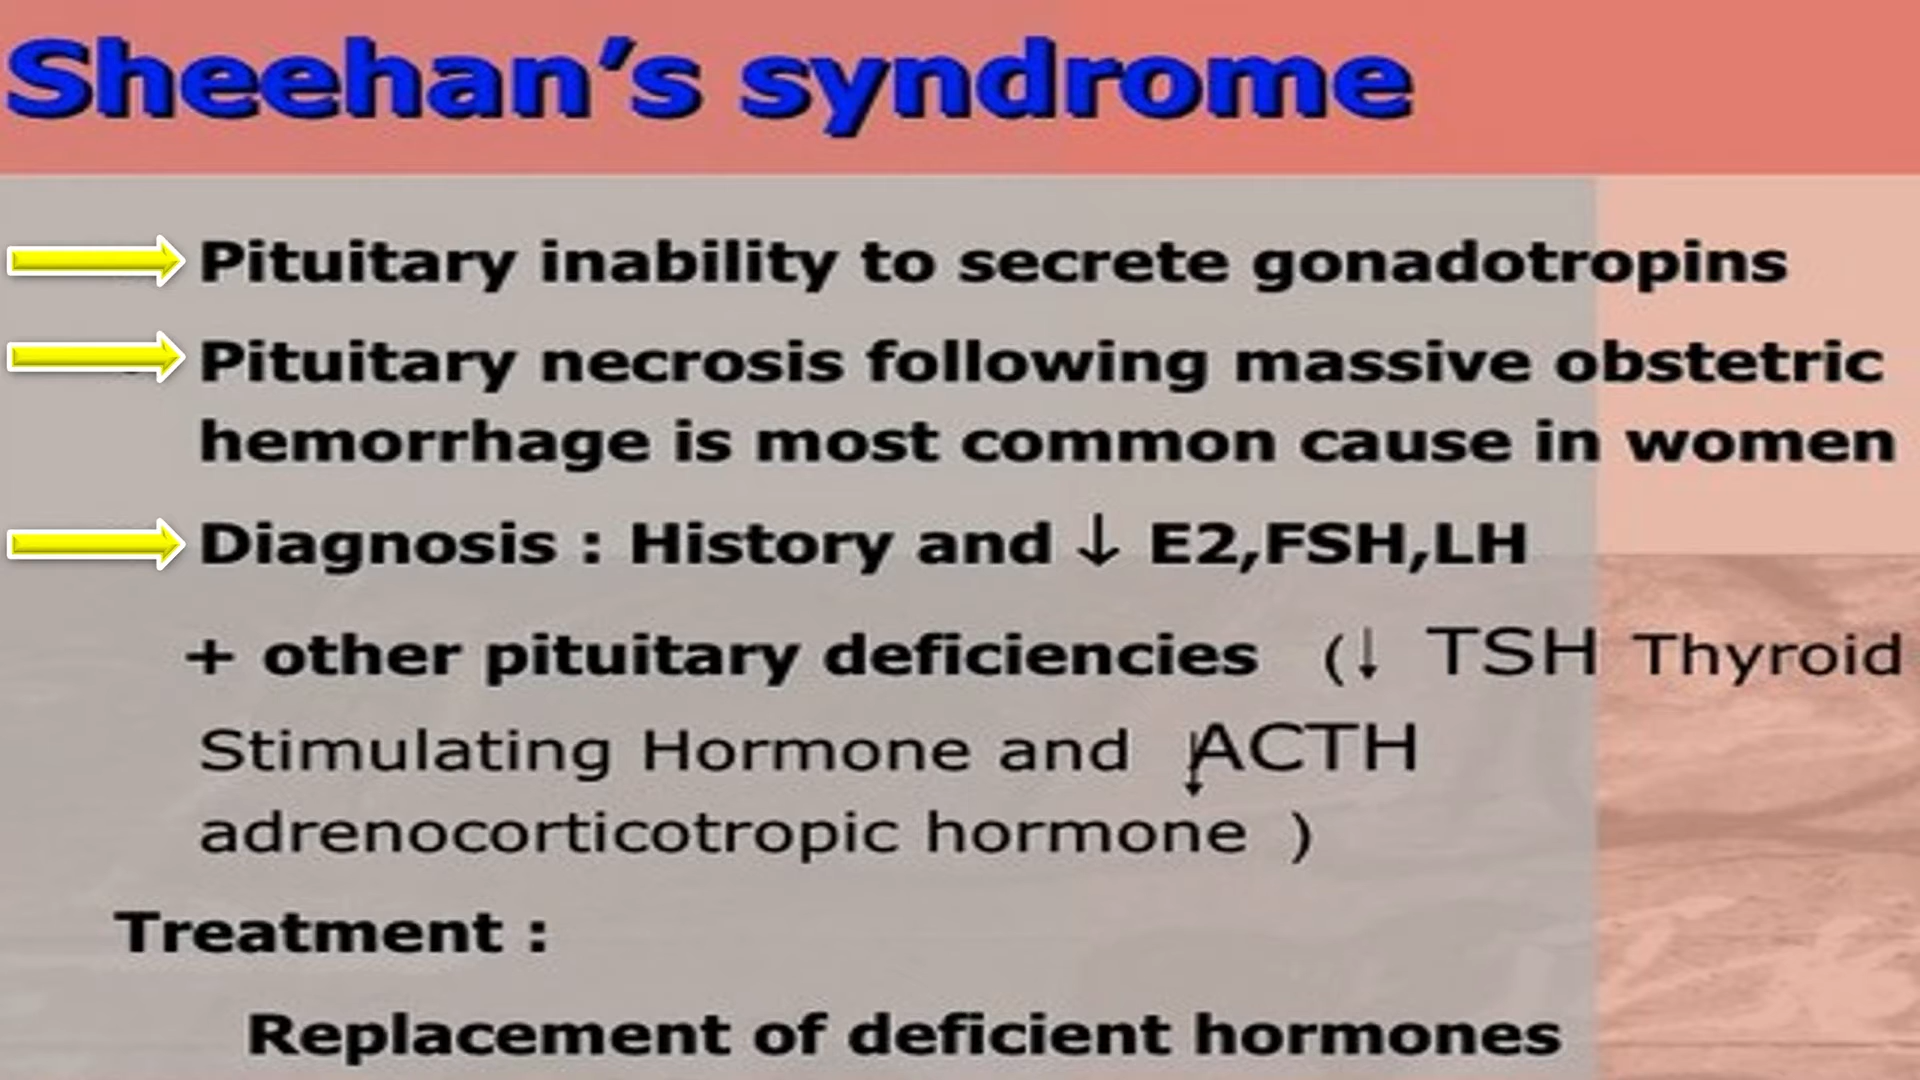 Sheehan's syndrome
Pituitary inability to secrete gonadotropins
Pituitary necrosis following massive obstetric
hemorrhage is most common cause in women
Diagnosis : History and ↓ E2,FSH,LH
+ other pituitary deficiencies (↓ TSH Thyroid
Stimulating Hormone and ↓ACTH
adrenocorticotropic hormone )
Treatment :
Replacement of deficient hormones